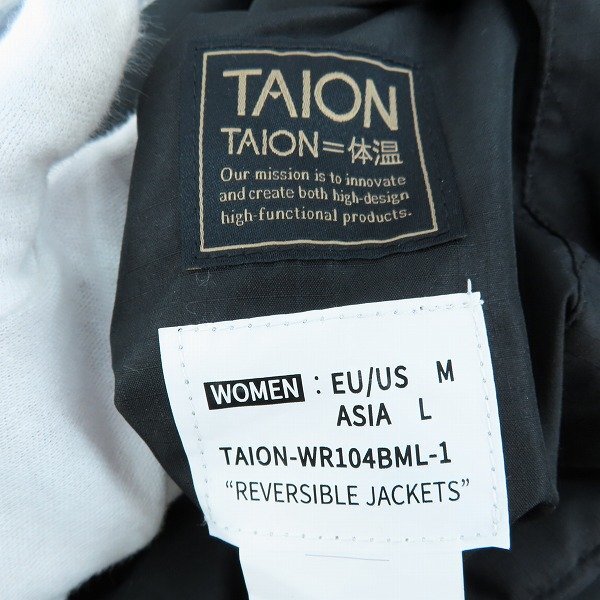 TAION
TAION=体温
Our mission is to innovate
and create both high-design
high-functional products.
WOMEN : EU/US M
ASIA L
TAION-WR104BML-1
“REVERSIBLE JACKETS”